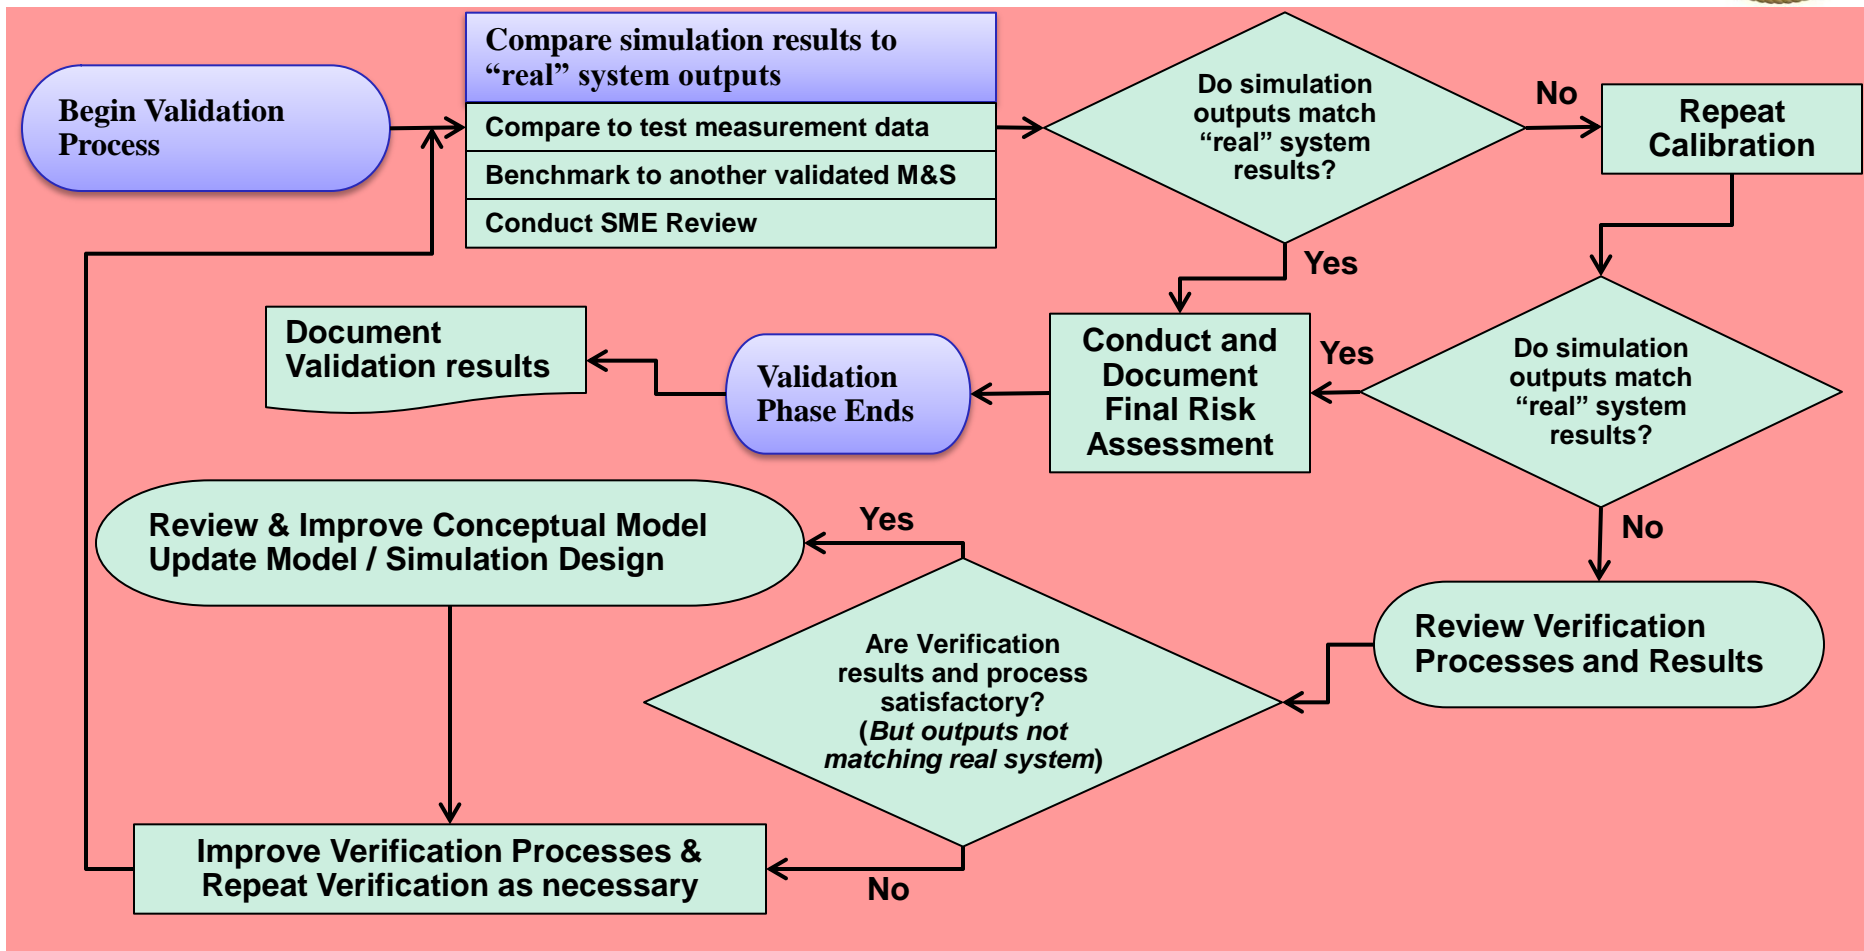 Begin Validation
Process
Compare simulation results to
“real” system outputs
Compare to test measurement data
Benchmark to another validated M&S
Conduct SME Review
Do simulation
outputs match
“real” system
results?
No
Repeat
Calibration
Yes
Document
Validation results
Validation
Phase Ends
Conduct and
Document
Final Risk
Assessment
Yes
Do simulation
outputs match
“real” system
results?
No
Review & Improve Conceptual Model
Update Model / Simulation Design
Yes
Are Verification
results and process
satisfactory?
(But outputs not
matching real system)
Review Verification
Processes and Results
Improve Verification Processes &
Repeat Verification as necessary
No